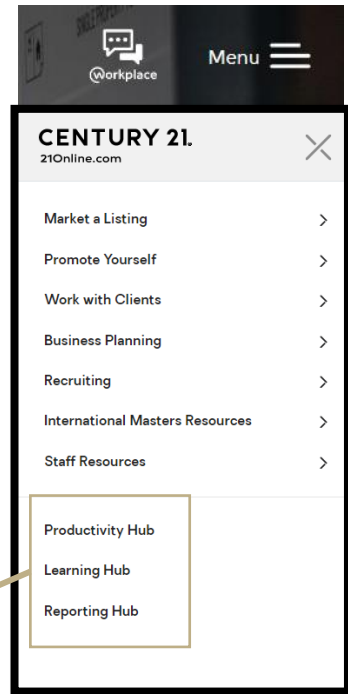 @workplace
Menu
CENTURY 21.
21Online.com
Market a Listing
Promote Yourself
Work with Clients
Business Planning
Recruiting
International Masters Resources
Staff Resources
Productivity Hub
Learning Hub
Reporting Hub